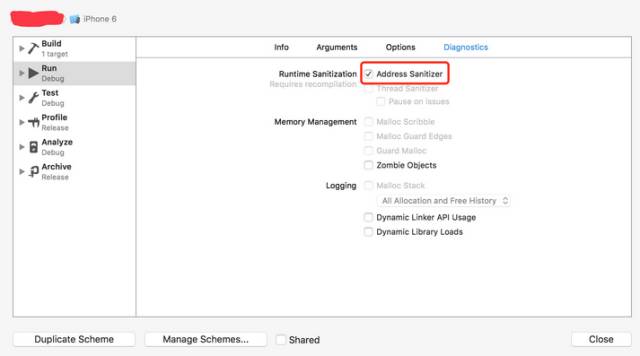 iPhone 6
Build
1 target
Run
Debug
Test
Debug
Profile
Release
Analyze
Debug
Archive
Release
Info Arguments Options Diagnostics
Runtime Sanitization Address Sanitizer
Requires recompilation Thread Sanitizer
Pause on issues
Memory Management Malloc Scribble
Malloc Guard Edges
Guard Malloc
Zombie Objects
Logging Malloc Stack
All Allocation and Free History
Dynamic Linker API Usage
Dynamic Library Loads
Duplicate Scheme Manage Schemes... Shared Close